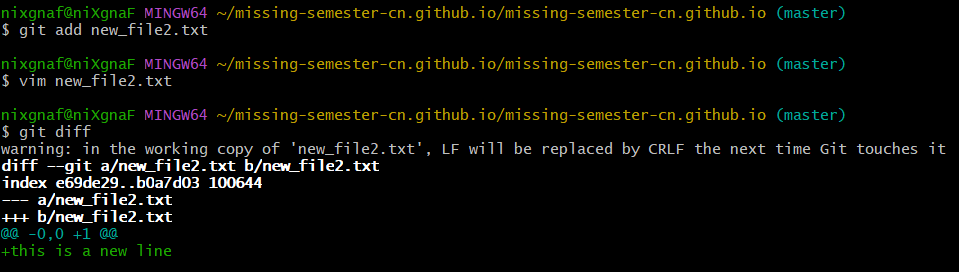 nixgnaf@niXgnaF MINGW64 ~/missing-semester-cn.github.io/missing-semester-cn.github.io (master)
$ git add new_file2.txt
nixgnaf@niXgnaF MINGW64 ~/missing-semester-cn.github.io/missing-semester-cn.github.io (master)
$ vim new_file2.txt
nixgnaf@niXgnaF MINGW64 ~/missing-semester-cn.github.io/missing-semester-cn.github.io (master)
$ git diff
warning: in the working copy of 'new_file2.txt', LF will be replaced by CRLF the next time Git touches it
diff --git a/new_file2.txt b/new_file2.txt
index e69de29..b0a7d03 100644
--- a/new_file2.txt
+++ b/new_file2.txt
@@ -0,0 +1 @@
+this is a new line